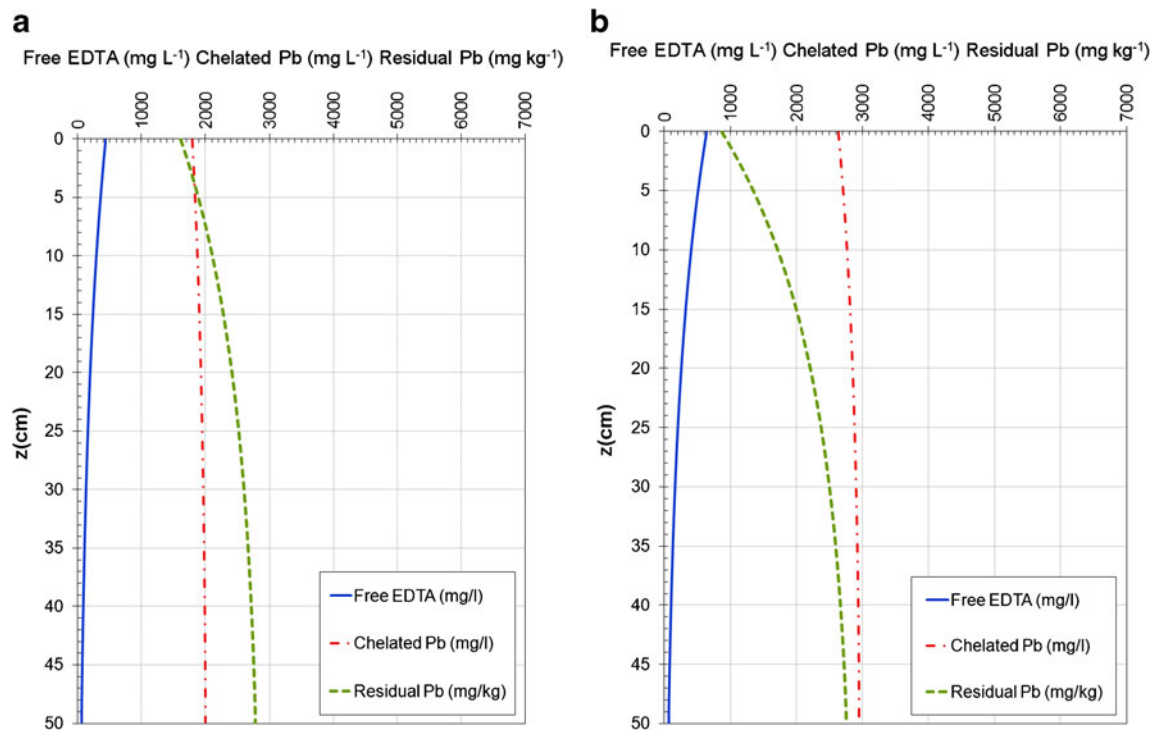 a
Free EDTA (mg L-1) Chelated Pb (mg L-1) Residual Pb (mg kg-1)
0 1000 2000 3000 4000 5000 6000 7000
0
5
10
15
20
25
30
35
40
45
50
z(cm)
Free EDTA (mg/l)
Chelated Pb (mg/l)
Residual Pb (mg/kg)
b
Free EDTA (mg L-1) Chelated Pb (mg L-1) Residual Pb (mg kg-1)
0 1000 2000 3000 4000 5000 6000 7000
0
5
10
15
20
25
30
35
40
45
50
z(cm)
Free EDTA (mg/l)
Chelated Pb (mg/l)
Residual Pb (mg/kg)